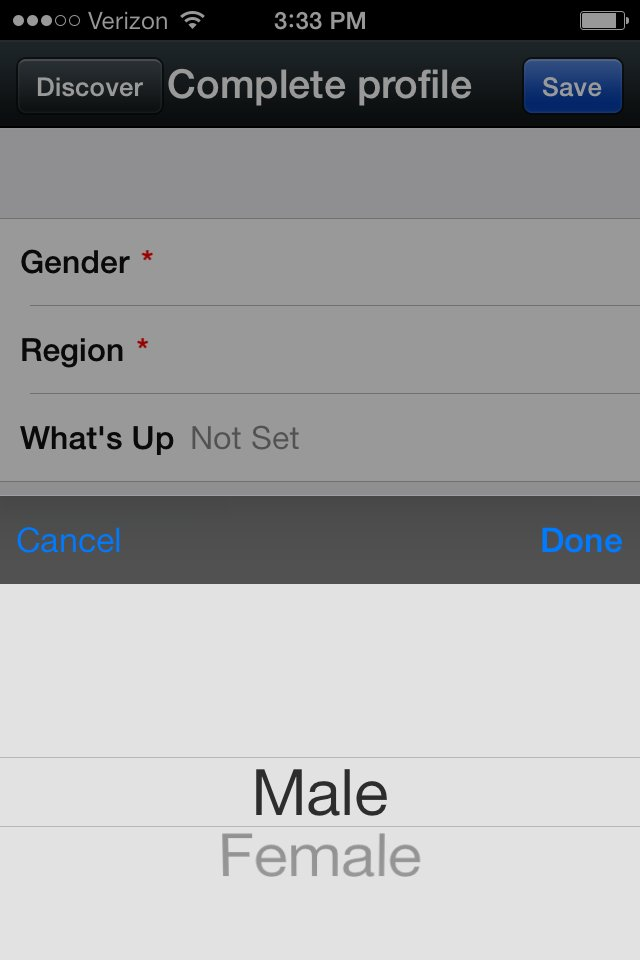 Verizon 3:33 PM
Discover Complete profile Save
Gender *
Region *
What's Up Not Set
Cancel Done
Male
Female